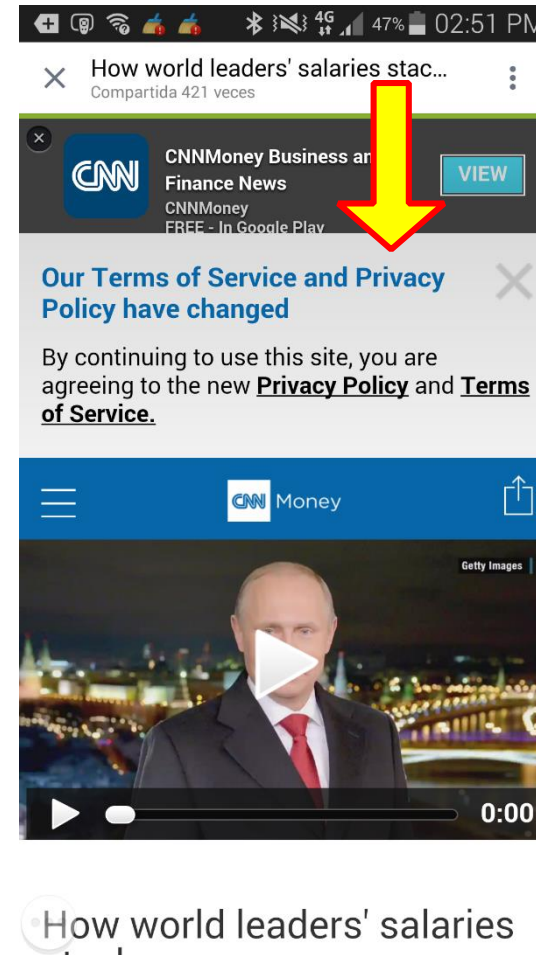 4G 47% 02:51 PM
How world leaders' salaries stac...
Compartida 421 veces
CNN
CNNMoney Business an
Finance News
CNNMoney
FREE - In Google Play
VIEW
Our Terms of Service and Privacy
Policy have changed
By continuing to use this site, you are
agreeing to the new Privacy Policy and Terms
of Service.
CNN Money
Getty Images
0:00
How world leaders' salaries